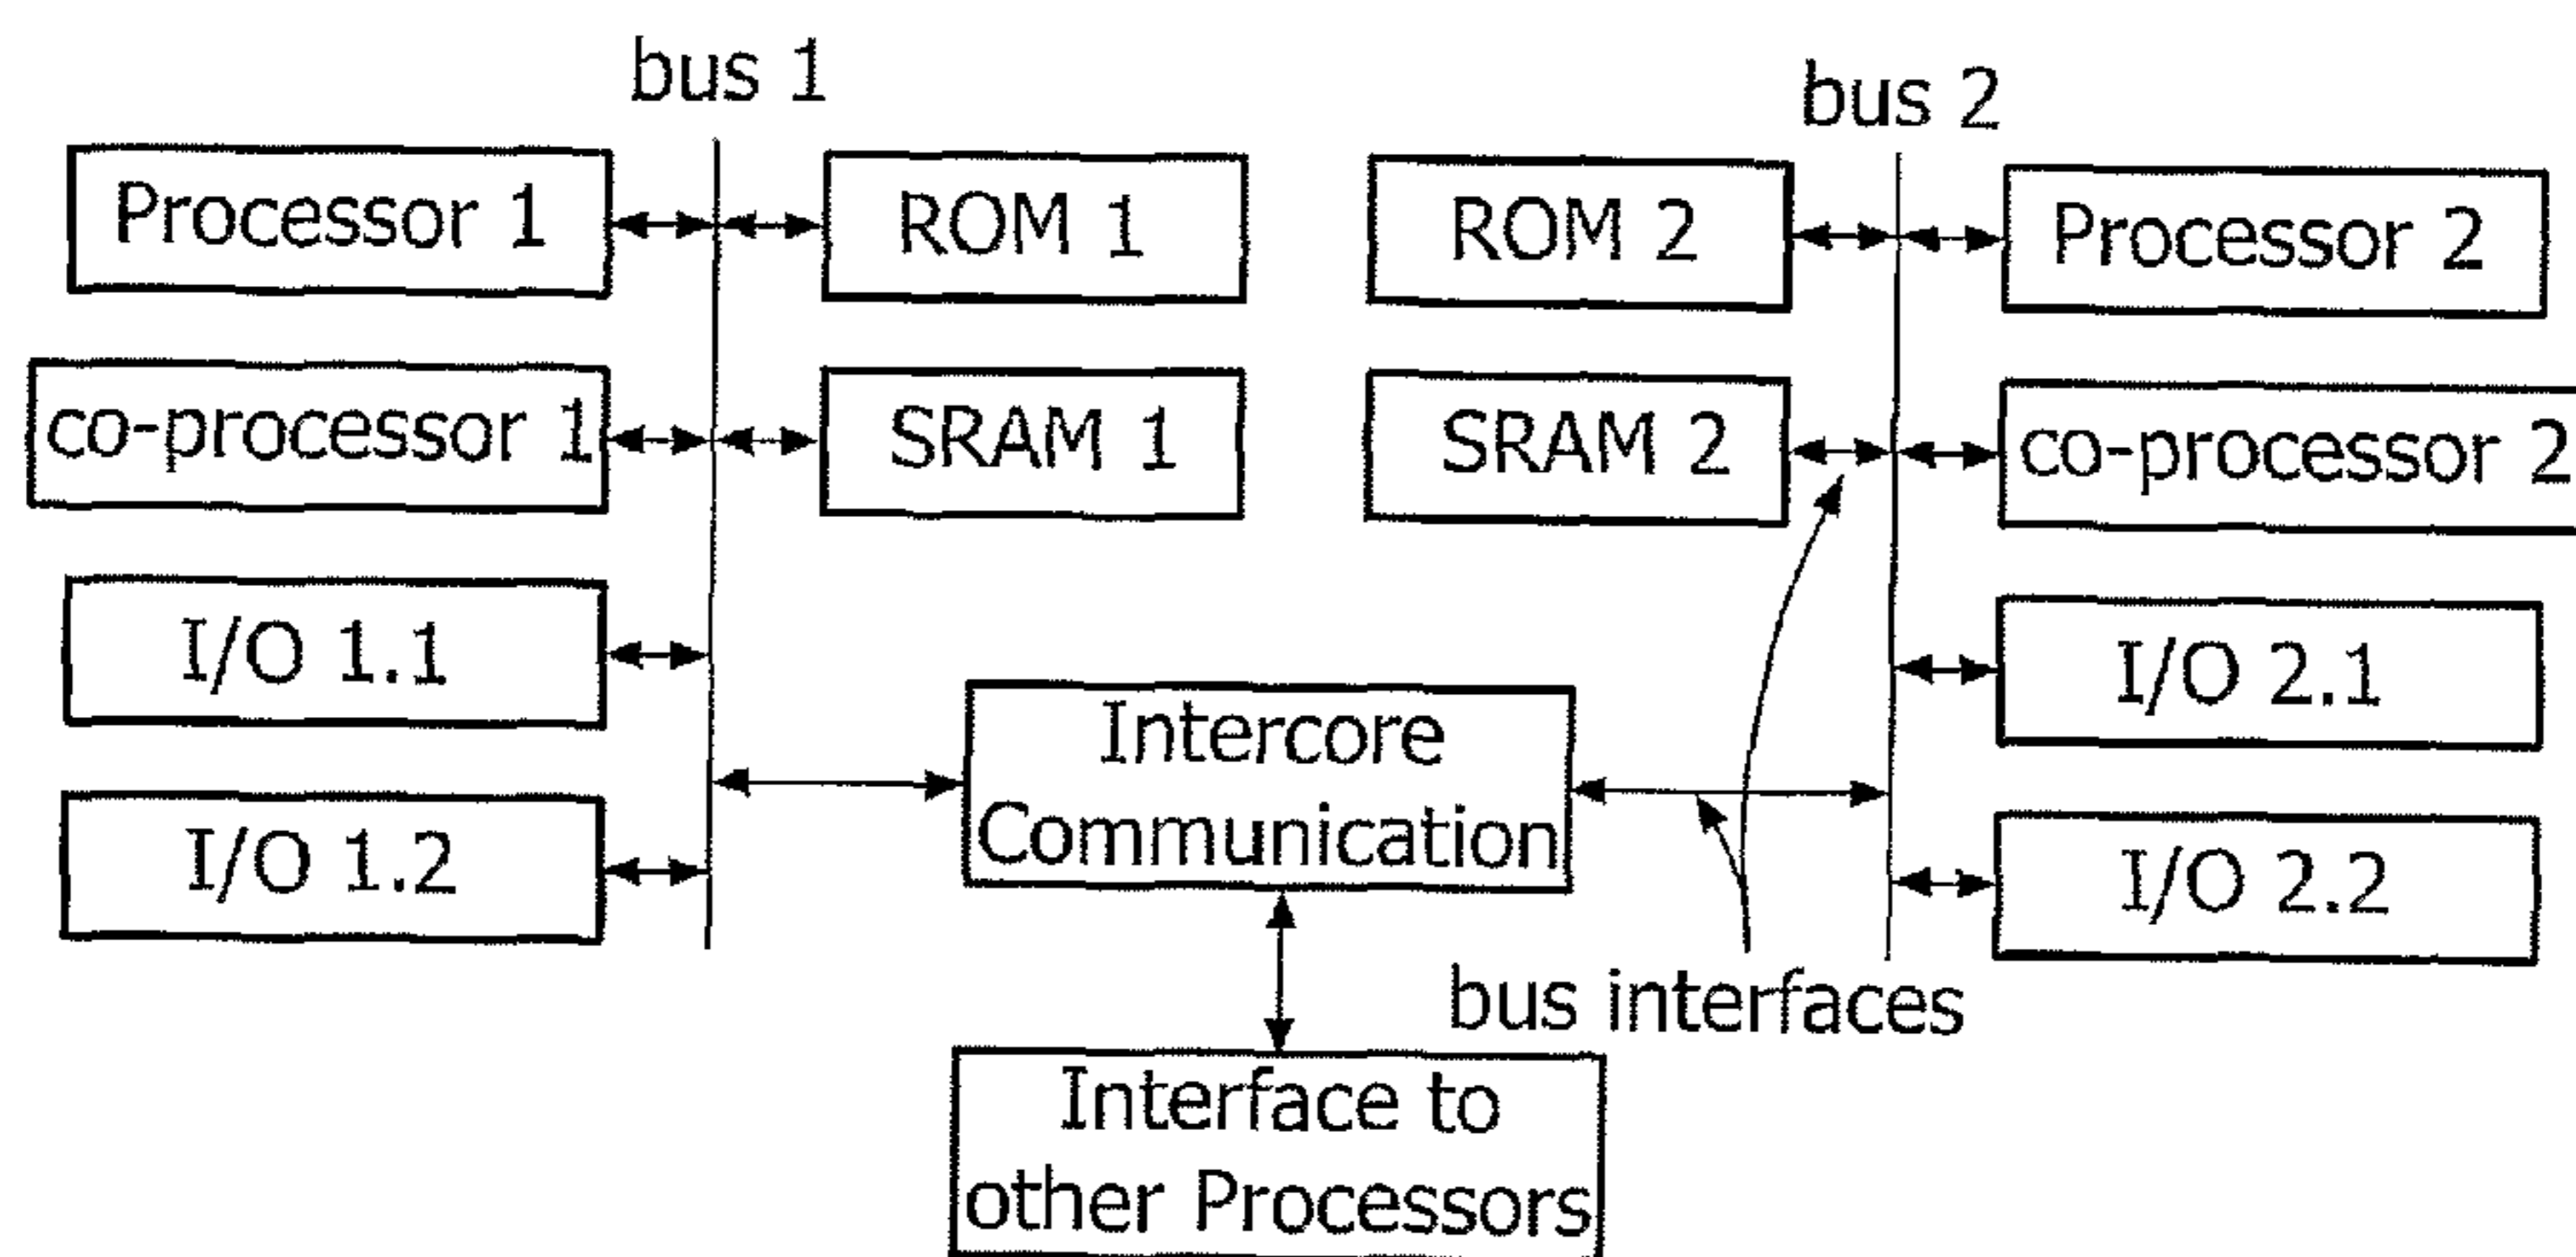 bus 1
bus 2
Processor 1
ROM 1
ROM 2
Processor 2
co-processor 1
SRAM 1
SRAM 2
co-processor 2
I/O 1.1
I/O 2.1
Intercore
Communication
I/O 1.2
I/O 2.2
bus interfaces
Interface to
other Processors